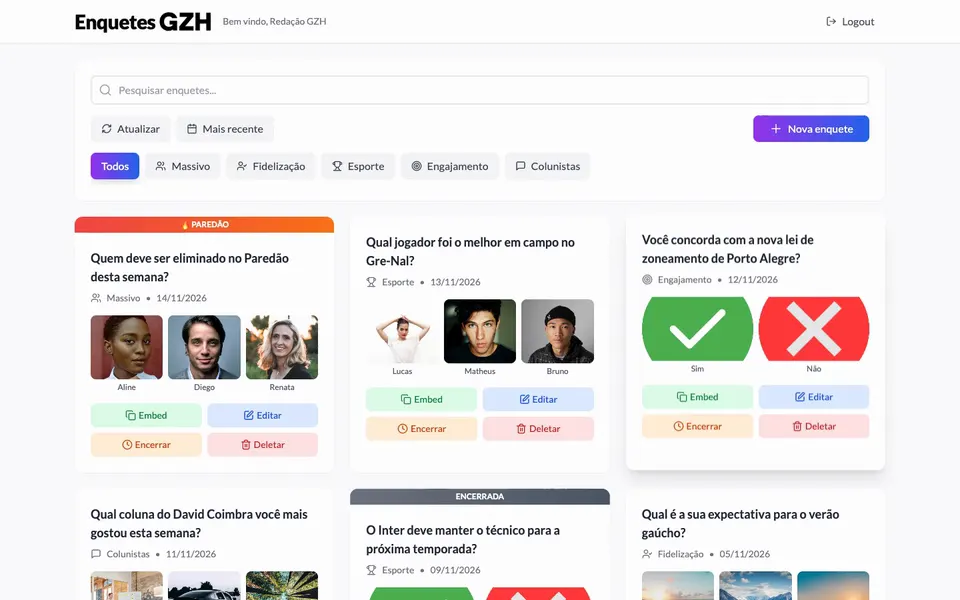 Enquetes GZH
Bem vindo, Redação GZH
Logout
Pesquisar enquetes...
Atualizar
Mais recente
Nova enquete
Todos
Massivo
Fidelização
Esporte
Engajamento
Colunistas
🔥 PAREDÃO
Quem deve ser eliminado no Paredão
desta semana?
Massivo • 14/11/2026
Aline
Diego
Renata
Embed
Editar
Encerrar
Deletar
Qual jogador foi o melhor em campo no
Gre-Nal?
Esporte • 13/11/2026
Lucas
Matheus
Bruno
Embed
Editar
Encerrar
Deletar
Você concorda com a nova lei de
zoneamento de Porto Alegre?
Engajamento • 12/11/2026
Sim
Não
Embed
Editar
Encerrar
Deletar
Qual coluna do David Coimbra você mais
gostou esta semana?
Colunistas • 11/11/2026
ENCERRADA
O Inter deve manter o técnico para a
próxima temporada?
Esporte • 09/11/2026
Qual é a sua expectativa para o verão
gaúcho?
Fidelização • 05/11/2026